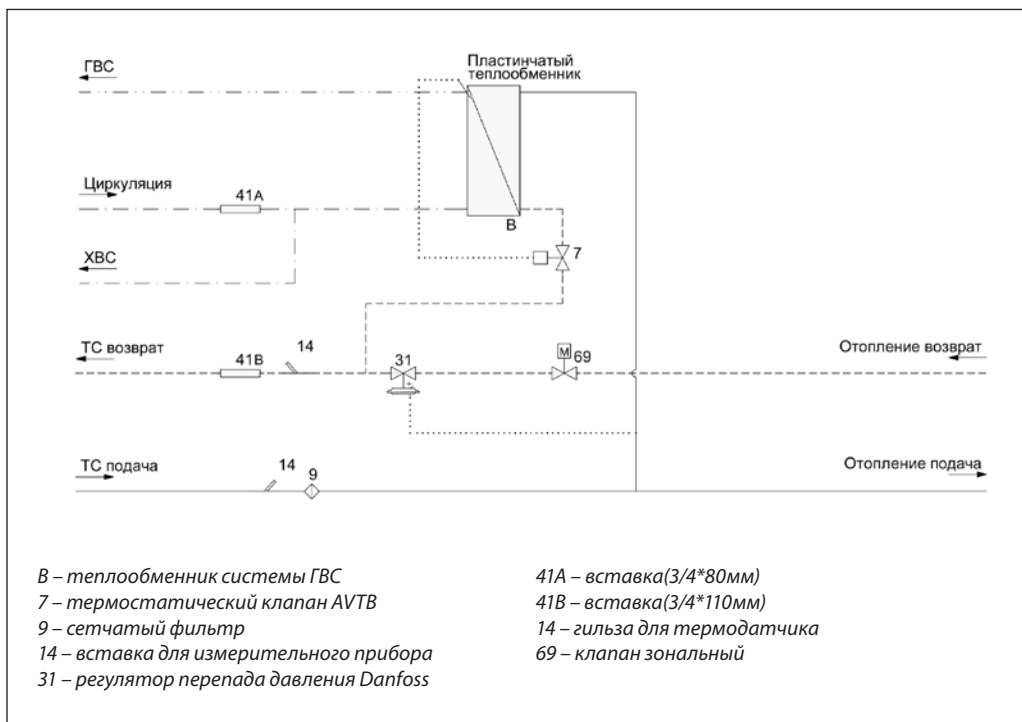 ГВС
Пластинчатый
теплообменник
Циркуляция
41А
В
7
ХВС
ТС возврат
41В
14
31
М
69
Отопление возврат
+
ТС подача
14
9
Отопление подача
В – теплообменник системы ГВС
7 – термостатический клапан AVTB
9 – сетчатый фильтр
14 – вставка для измерительного прибора
31 – регулятор перепада давления Danfoss
41А – вставка(3/4*80мм)
41В – вставка(3/4*110мм)
14 – гильза для термодатчика
69 – клапан зональный